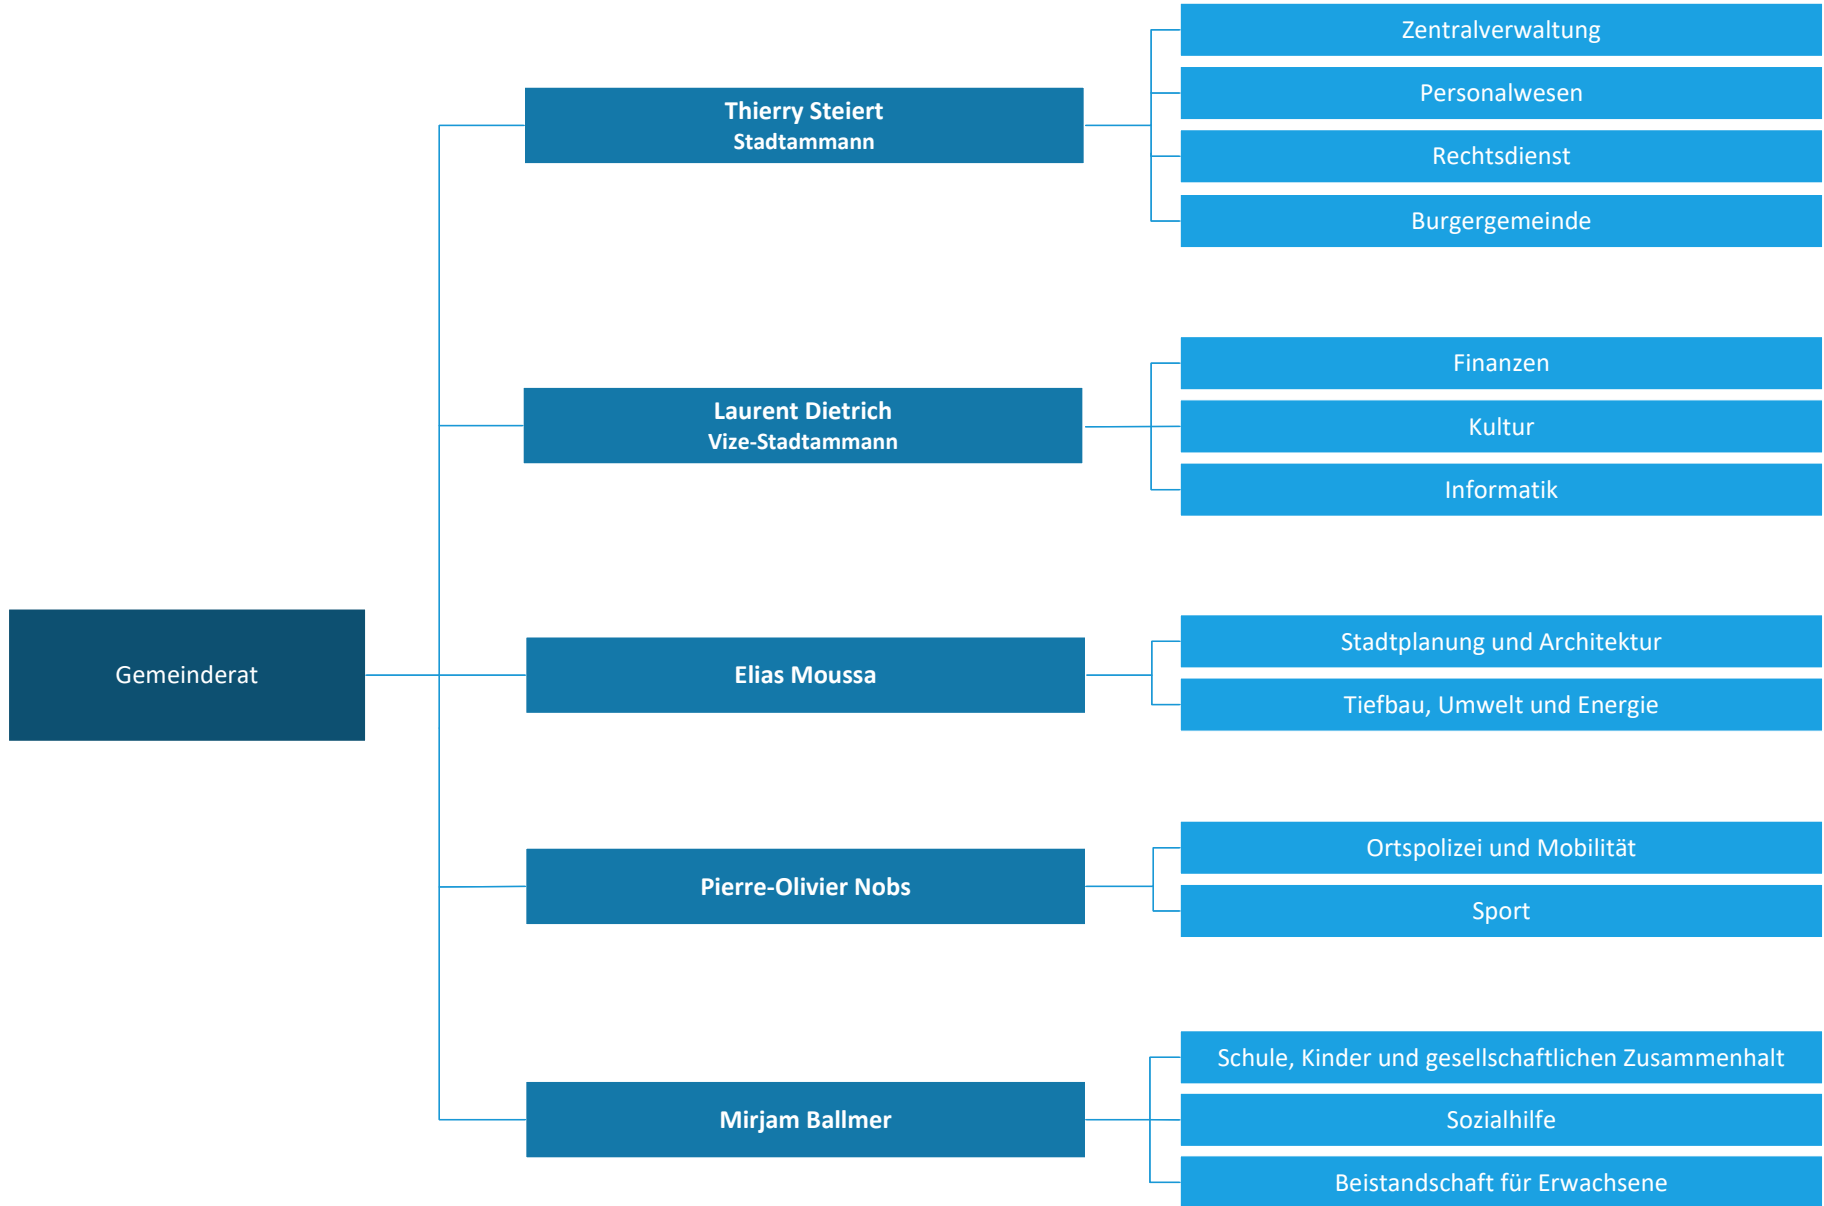 Gemeinderat
Thierry Steiert
Stadtammann
Zentralverwaltung
Personalwesen
Rechtsdienst
Burgergemeinde
Laurent Dietrich
Vize-Stadtammann
Finanzen
Kultur
Informatik
Elias Moussa
Stadtplanung und Architektur
Tiefbau, Umwelt und Energie
Pierre-Olivier Nobs
Ortspolizei und Mobilität
Sport
Mirjam Ballmer
Schule, Kinder und gesellschaftlichen Zusammenhalt
Sozialhilfe
Beistandschaft für Erwachsene